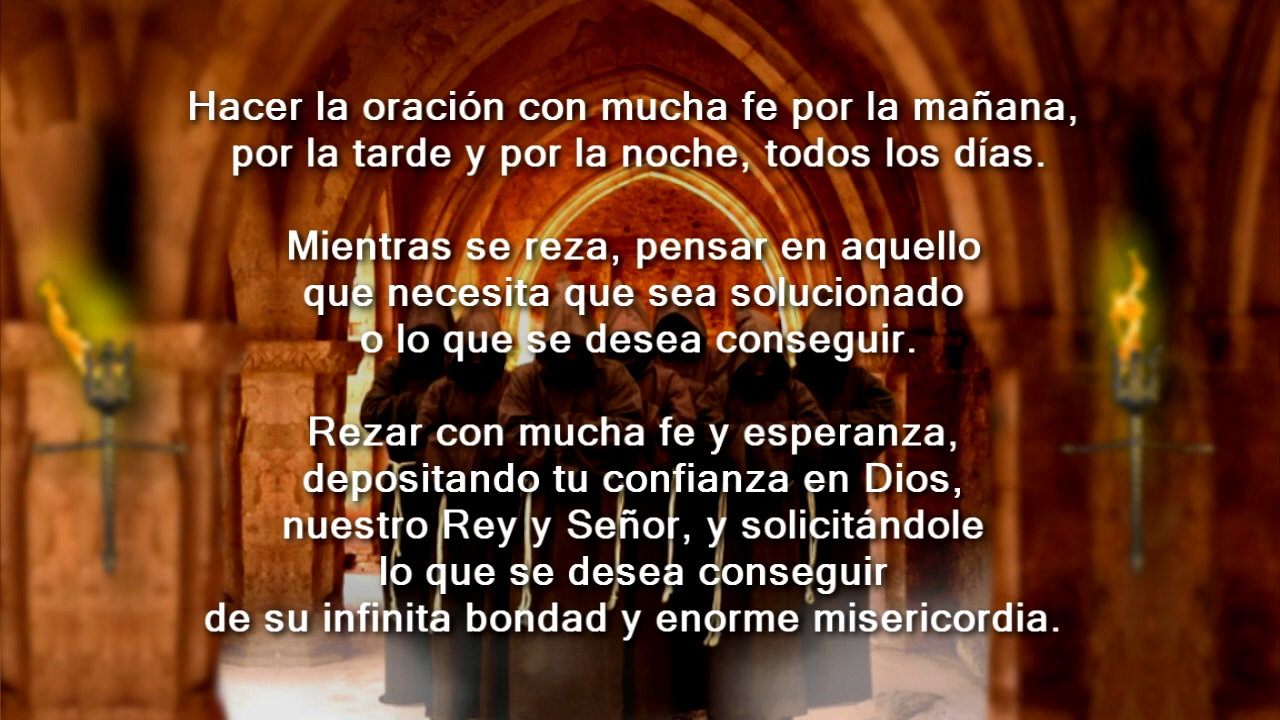 Hacer la oración con mucha fe por la mañana,
por la tarde y por la noche, todos los días.
Mientras se reza, pensar en aquello
que necesita que sea solucionado
o lo que se desea conseguir.
Rezar con mucha fe y esperanza,
depositando tu confianza en Dios,
nuestro Rey y Señor, y solicitándole
lo que se desea conseguir
de su infinita bondad y enorme misericordia.